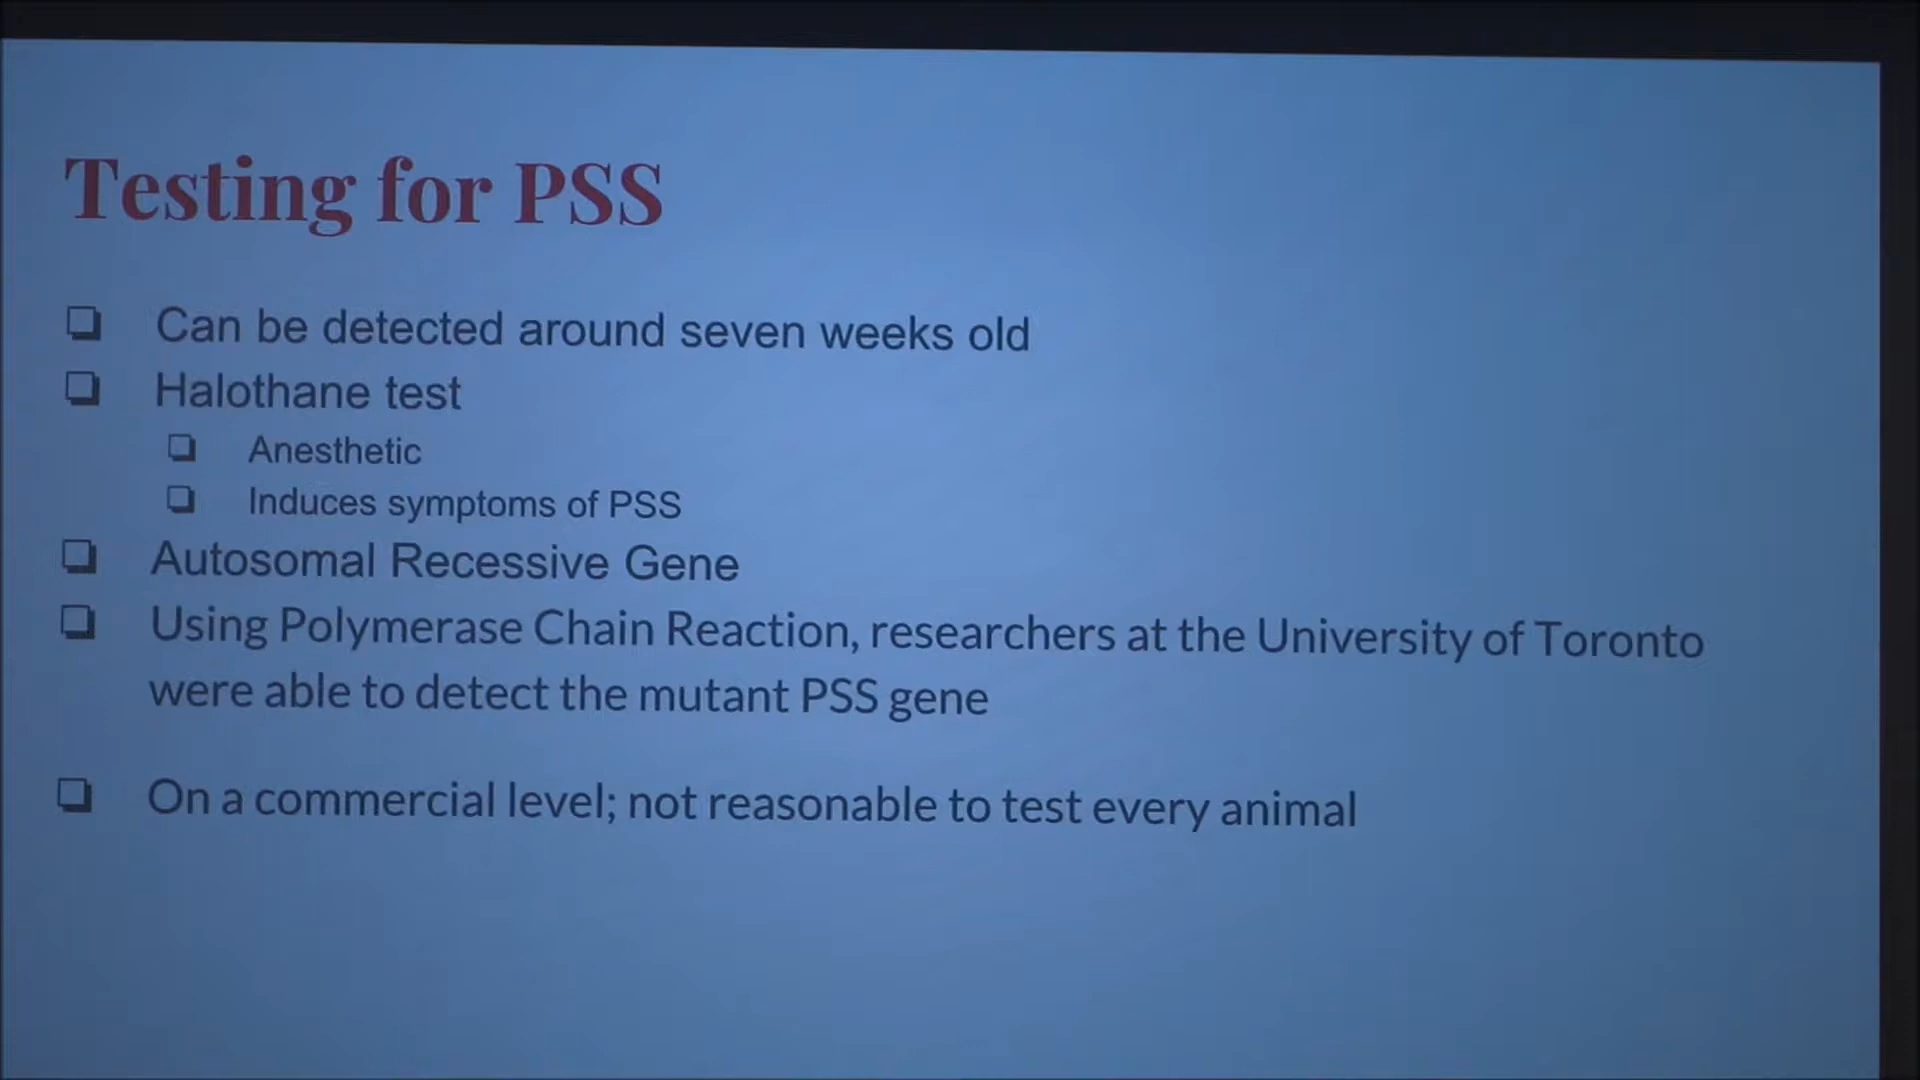 Testing for PSS
Can be detected around seven weeks old
Halothane test
Anesthetic
Induces symptoms of PSS
Autosomal Recessive Gene
Using Polymerase Chain Reaction, researchers at the University of Toronto
were able to detect the mutant PSS gene
On a commercial level; not reasonable to test every animal